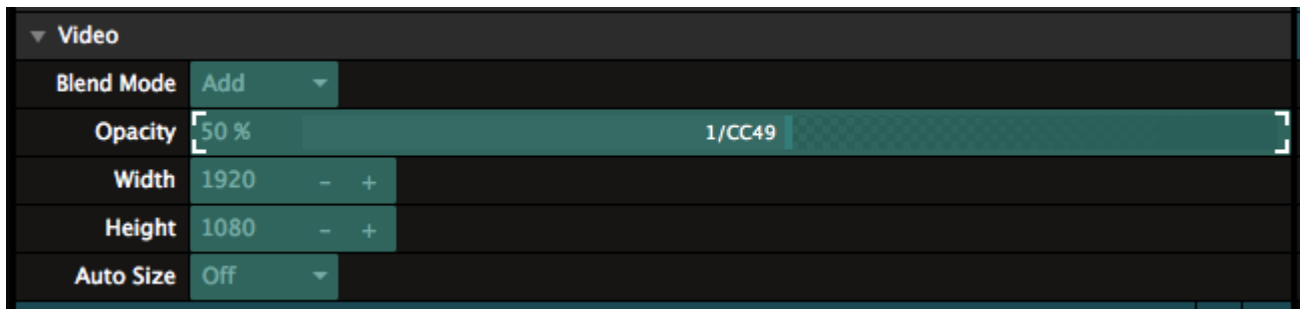 Video
Blend Mode Add
Opacity 50 % 1/CC49
Width 1920 - +
Height 1080 - +
Auto Size Off